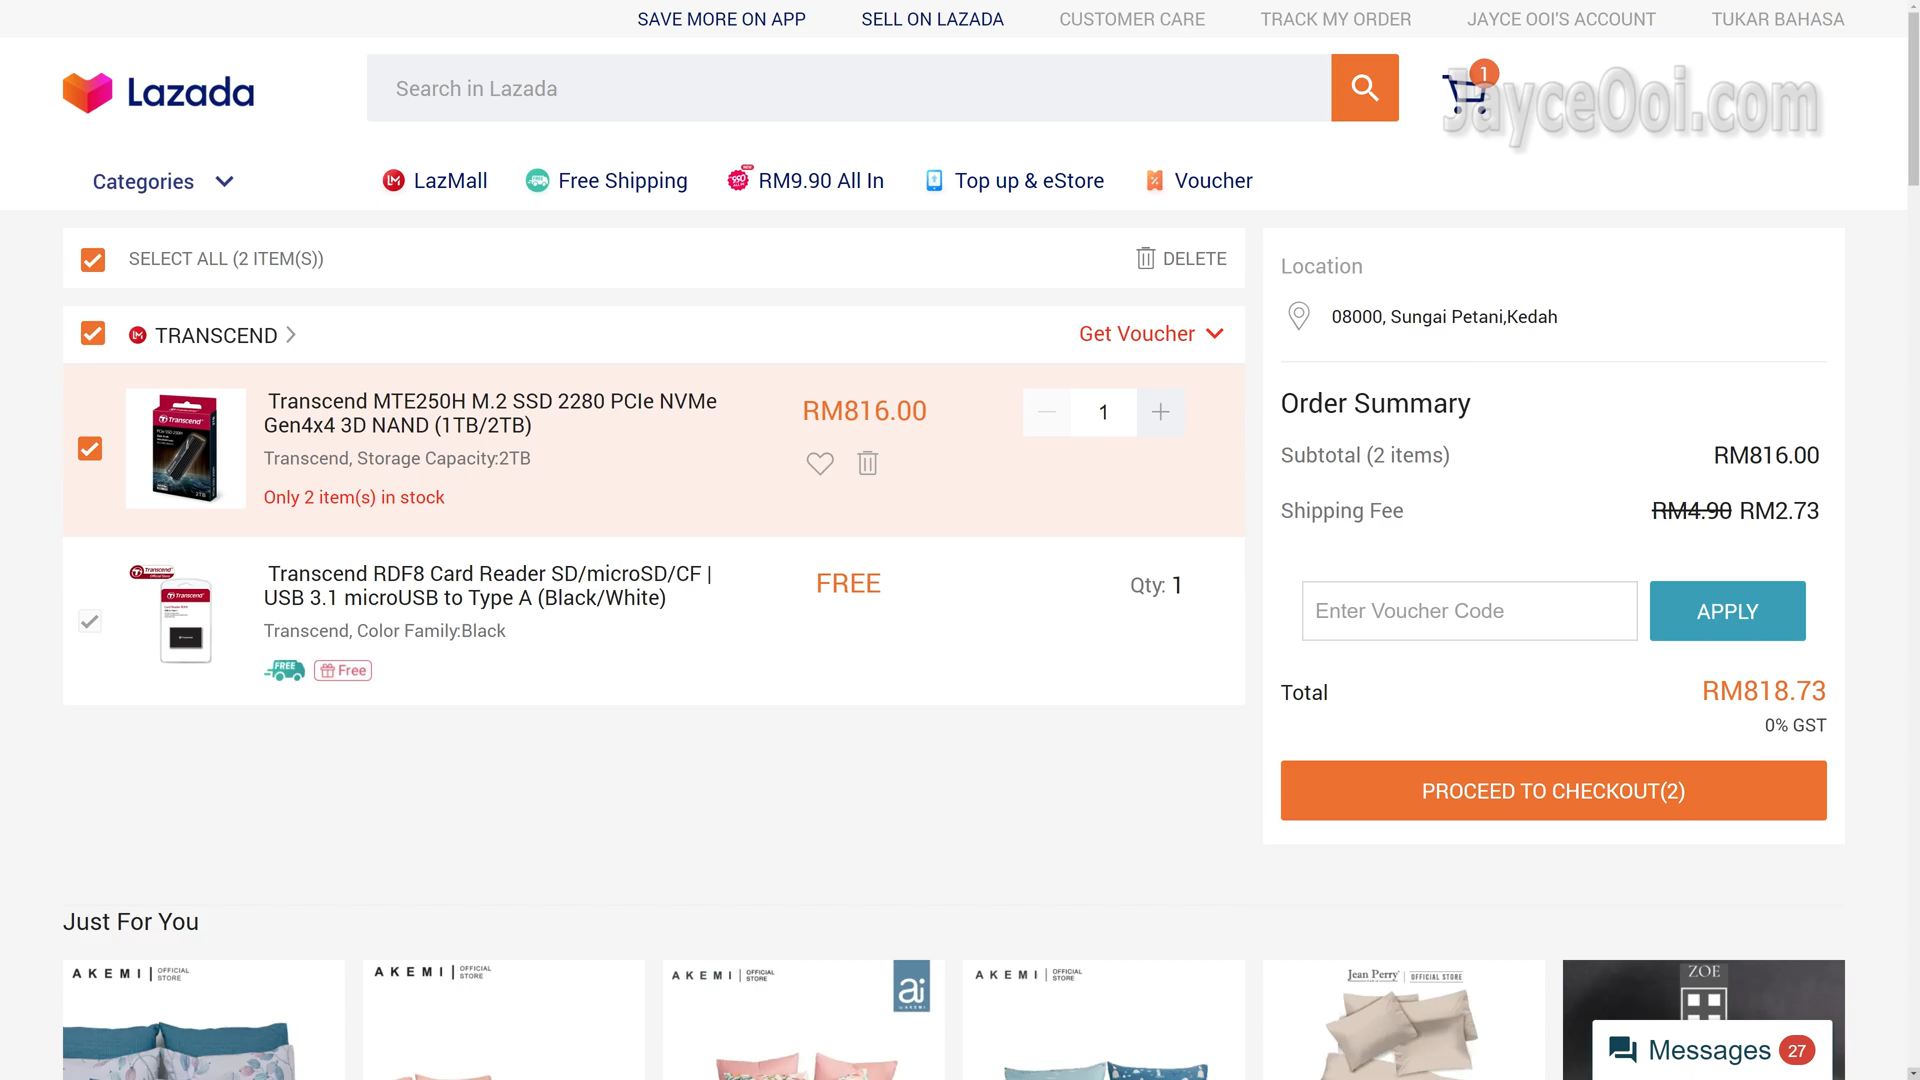 SAVE MORE ON APP SELL ON LAZADA CUSTOMER CARE TRACK MY ORDER JAYCE OOI'S ACCOUNT TUKAR BAHASA
Lazada
Search in Lazada
1
JayceOoi.com
Categories
LazMall
Free Shipping
RM9.90 All In
Top up & eStore
Voucher
SELECT ALL (2 ITEM(S))
DELETE
TRANSCEND
Get Voucher
Transcend MTE250H M.2 SSD 2280 PCIe NVMe
Gen4x4 3D NAND (1TB/2TB)
Transcend, Storage Capacity:2TB
Only 2 item(s) in stock
RM816.00
1
Transcend
Transcend RDF8 Card Reader SD/microSD/CF |
USB 3.1 microUSB to Type A (Black/White)
Transcend, Color Family:Black
FREE
Free
FREE
Qty: 1
Transcend
Transcend
Location
08000, Sungai Petani,Kedah
Order Summary
Subtotal (2 items) RM816.00
Shipping Fee RM4.90 RM2.73
Enter Voucher Code
APPLY
Total RM818.73
0% GST
PROCEED TO CHECKOUT(2)
Just For You
AKEMI | OFFICIAL STORE
AKEMI | OFFICIAL STORE
AKEMI | OFFICIAL STORE
ai
AKEMI | OFFICIAL STORE
Jean Perry | OFFICIAL STORE
ZOE
Messages 27